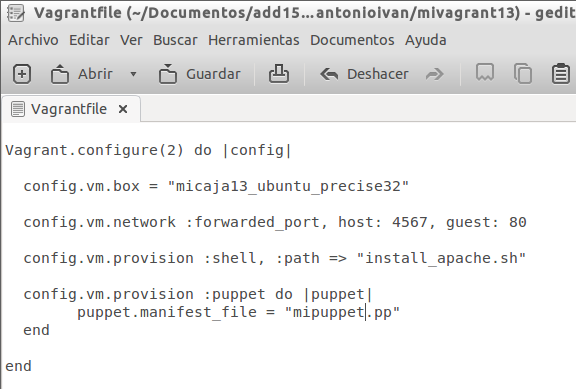 Vagrantfile (~/Documentos/add15...antonioivan/mivagrant13) - gedit
Archivo Editar Ver Buscar Herramientas Documentos Ayuda
Abrir Guardar Deshacer
Vagrantfile ×
Vagrant.configure(2) do |config|
config.vm.box = "micaja13_ubuntu_precise32"
config.vm.network :forwarded_port, host: 4567, guest: 80
config.vm.provision :shell, :path => "install_apache.sh"
config.vm.provision :puppet do |puppet|
puppet.manifest_file = "mipuppet.pp"
end
end